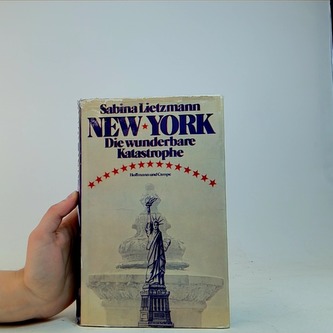 Sabina Lietzmann
NEW★YORK
Die wunderbare
Katastrophe
Hoffmann und Campe